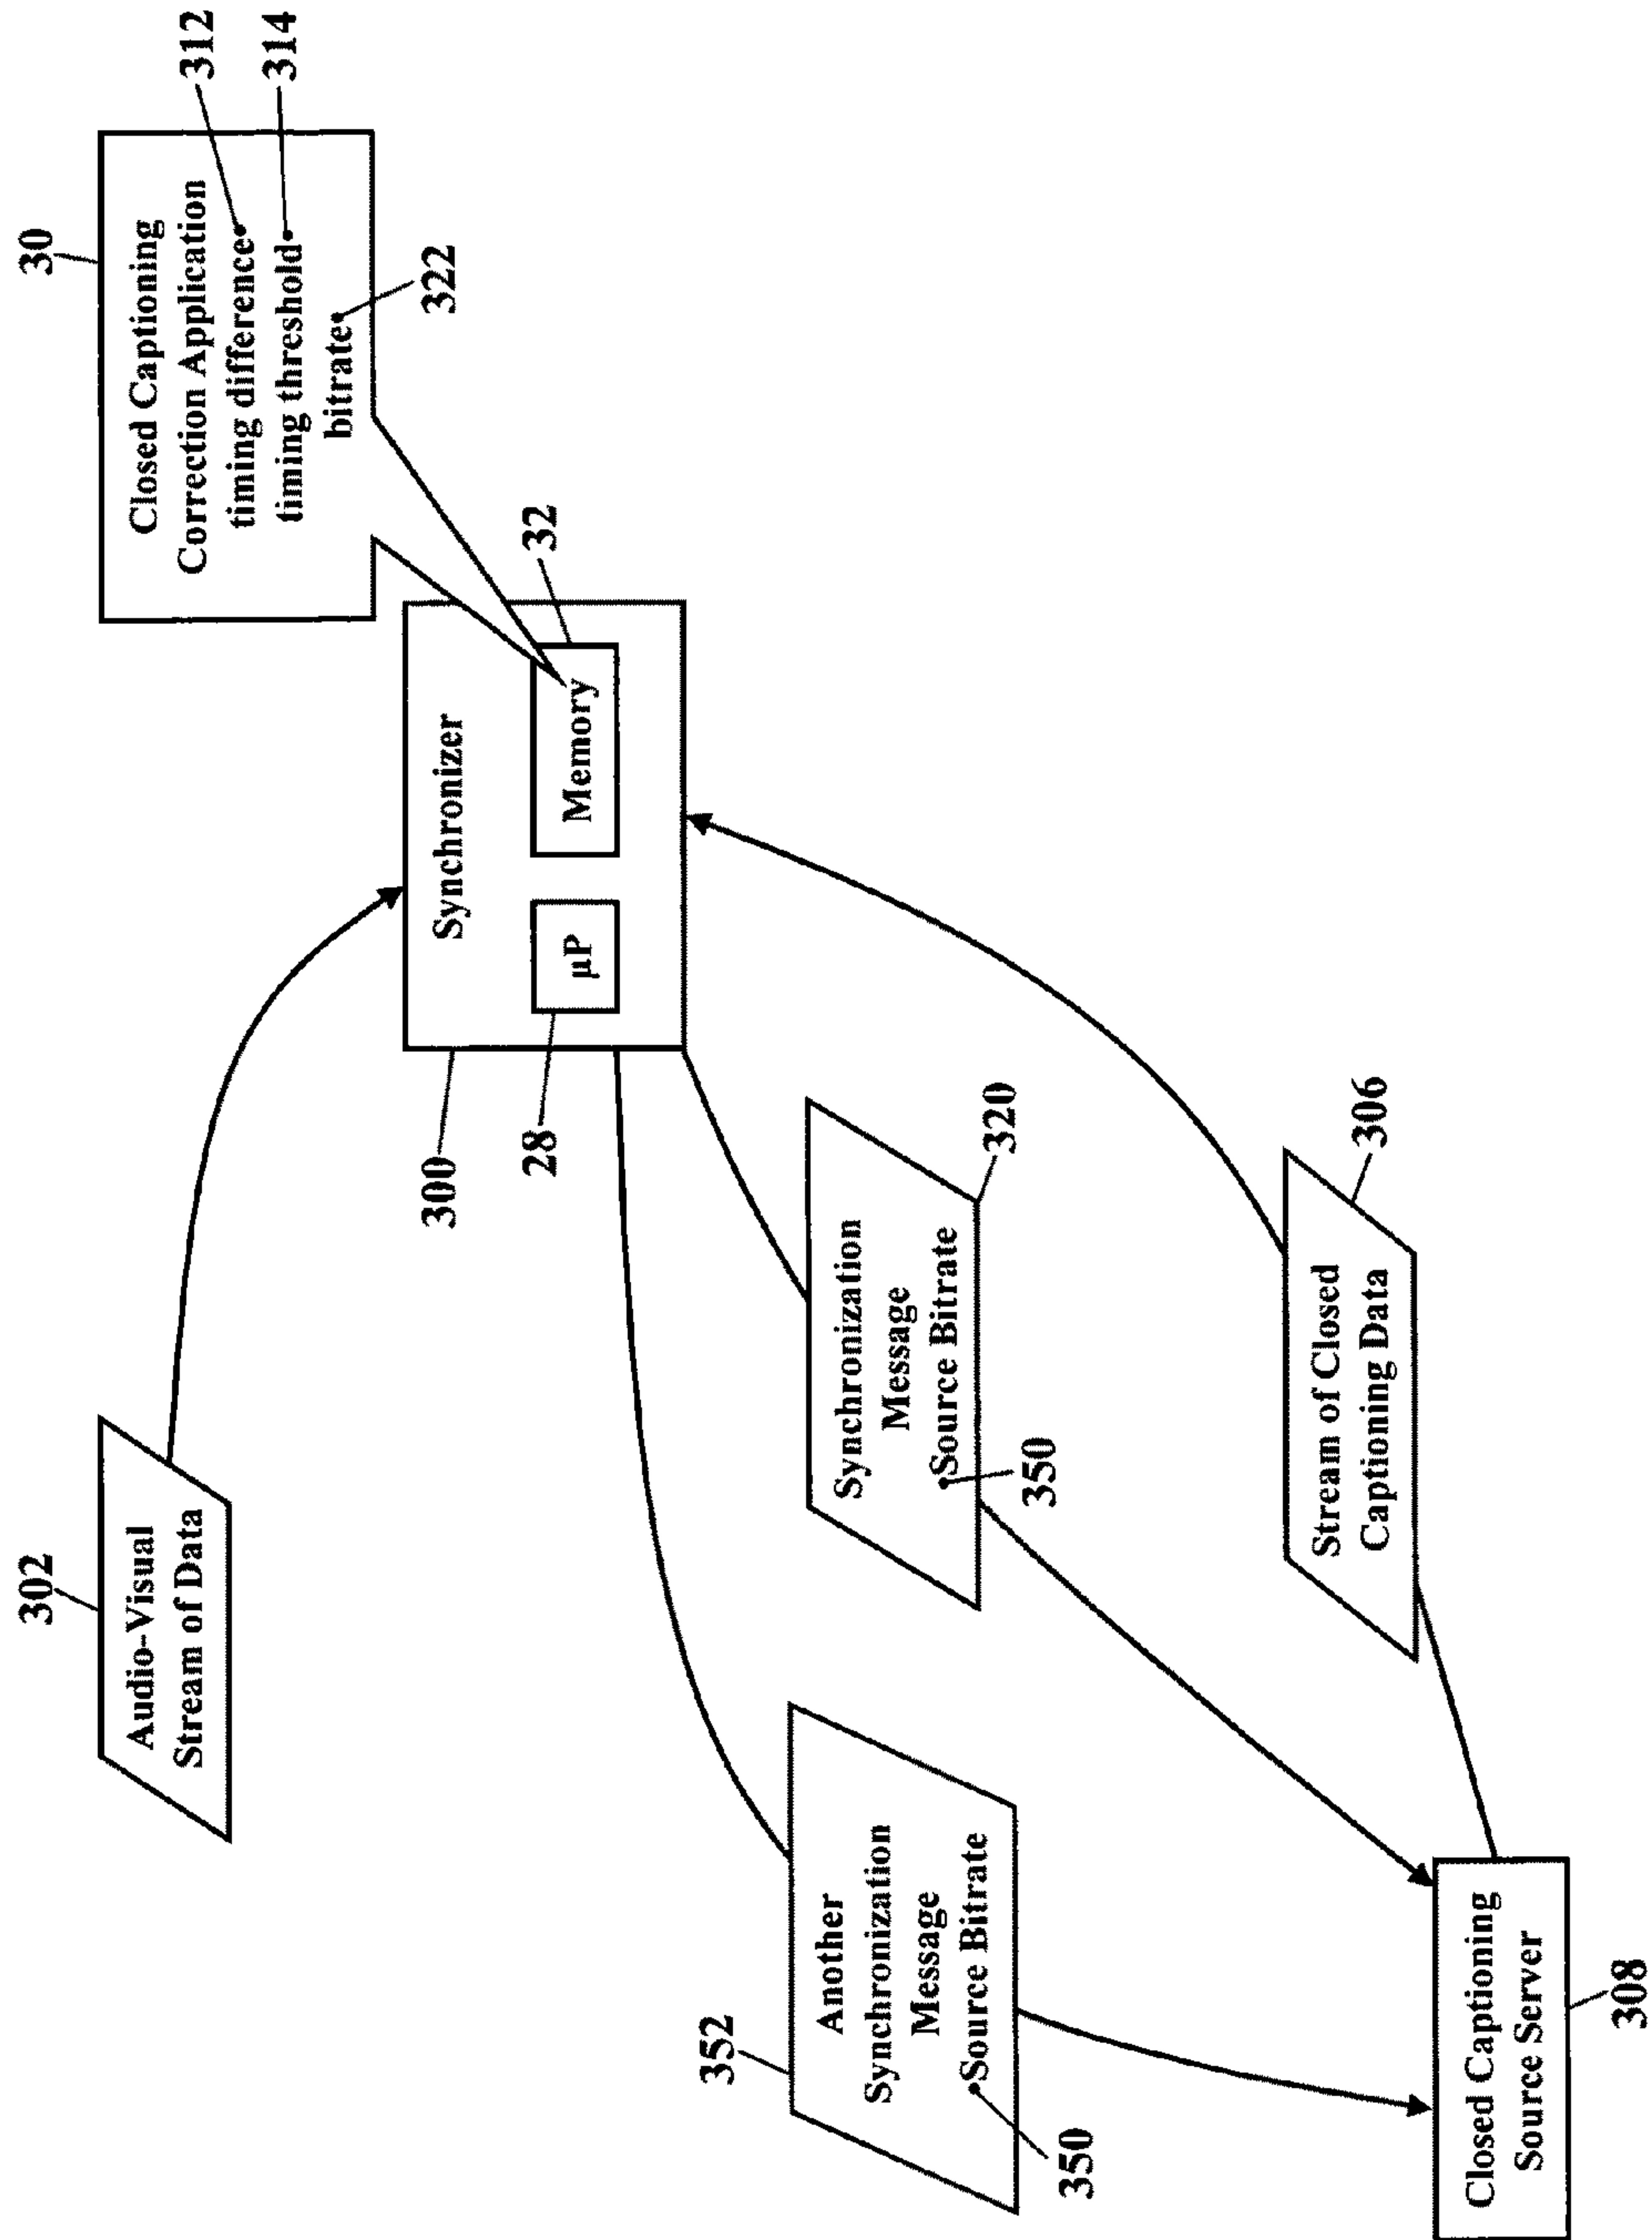 302
Audio-Visual
Stream of Data
30
Closed Captioning
Correction Application
timing difference
timing threshold
bitrate
312
314
322
Synchronizer
µP
Memory
32
300
28
352
Another
Synchronization
Message
Source Bitrate
350
Synchronization
Message
Source Bitrate
320
350
Stream of Closed
Captioning Data
306
Closed Captioning
Source Server
308